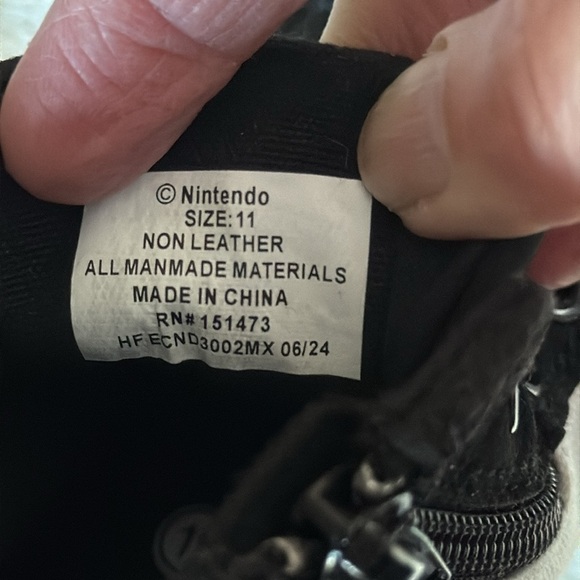 © Nintendo
SIZE:11
NON LEATHER
ALL MANMADE MATERIALS
MADE IN CHINA
RN# 151473
HF ECND3002MX 06/24